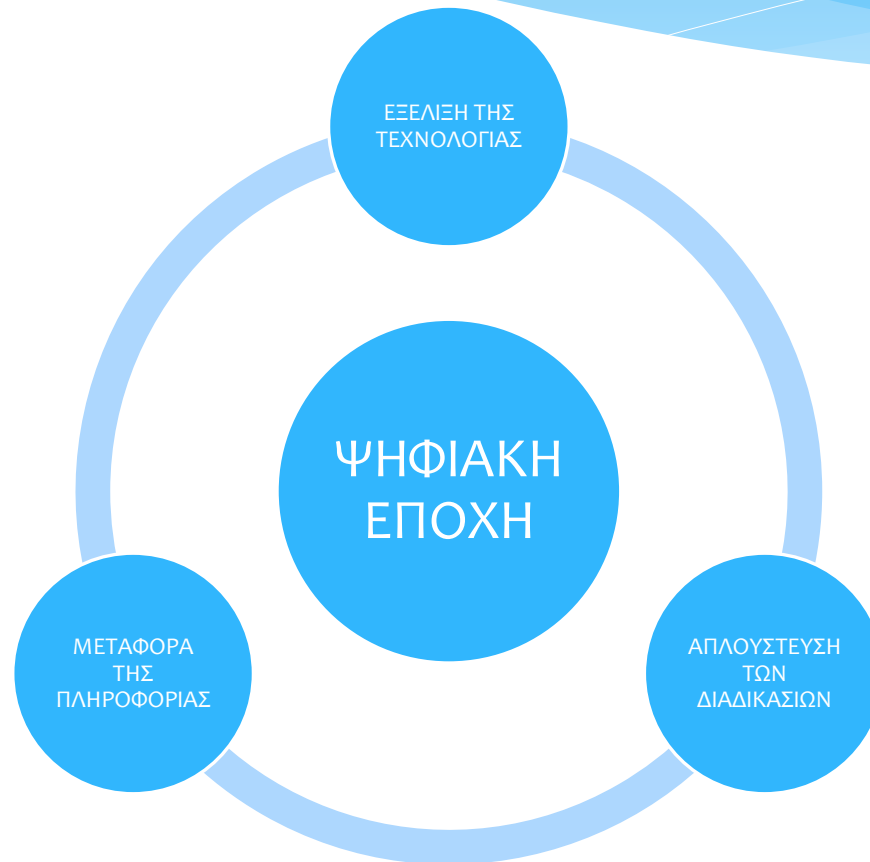 ΕΞΕΛΙΞΗ ΤΗΣ
ΤΕΧΝΟΛΟΓΙΑΣ
ΨΗΦΙΑΚΗ
ΕΠΟΧΗ
ΜΕΤΑΦΟΡΑ
ΤΗΣ
ΠΛΗΡΟΦΟΡΙΑΣ
ΑΠΛΟΥΣΤΕΥΣΗ
ΤΩΝ
ΔΙΑΔΙΚΑΣΙΩΝ